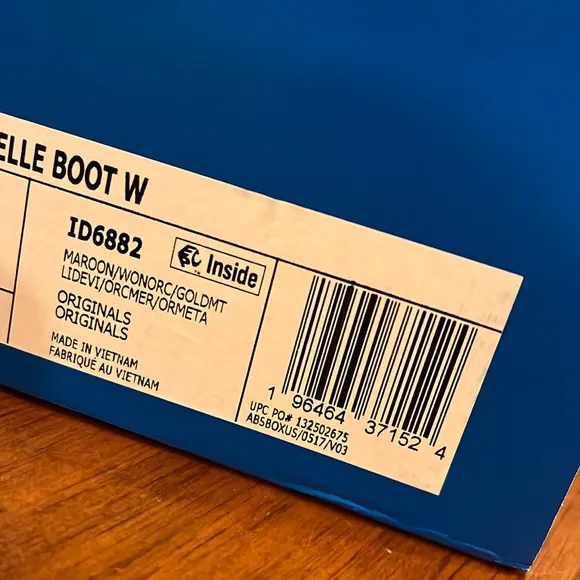 ELLE BOOT W
ID6882
Inside
MAROON/WONORC/GOLDMT
LIDEVI/ORCMER/ORMETA
ORIGINALS
ORIGINALS
MADE IN VIETNAM
FABRIQUÉ AU VIETNAM
1 96464 37152 4
UPC PO# 132502675
ABSBOXUS/0517/V03